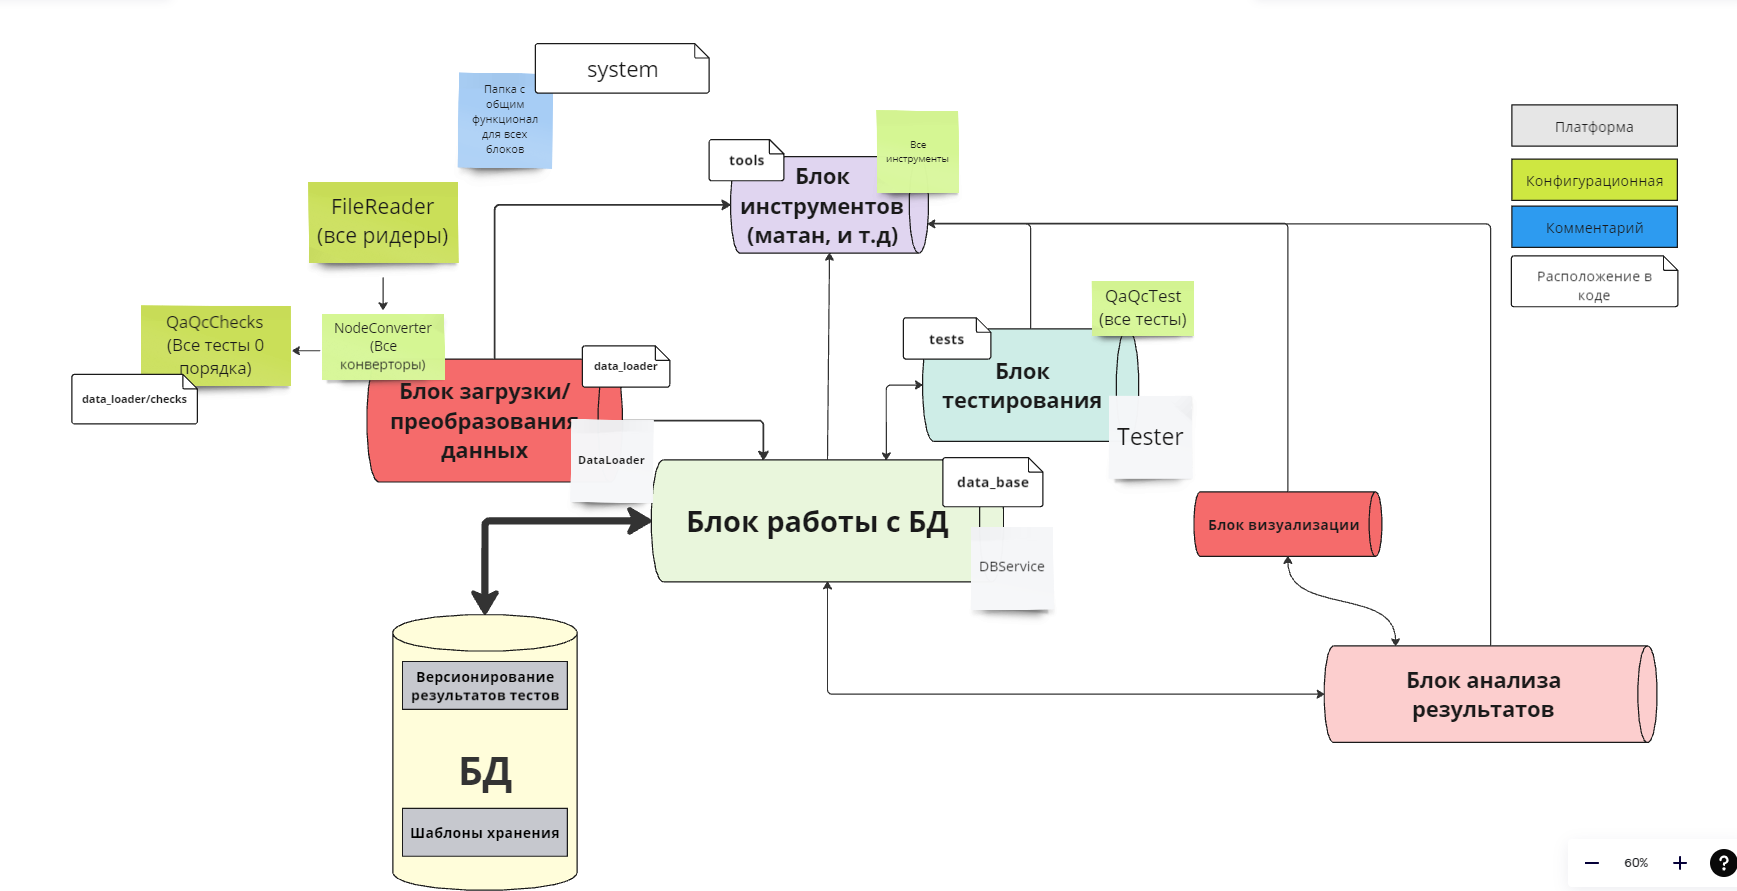 system
Папка с
общим
функционал
для всех
блоков
tools
Все
инструменты
Блок
инструментов
(матан, и т.д)
Платформа
Конфигурационная
Комментарий
Расположение в
коде
FileReader
(все ридеры)
QaQcChecks
(Все тесты 0
порядка)
data_loader/checks
NodeConverter
(Все
конверторы)
data_loader
Блок загрузки/
преобразования
данных
DataLoader
QaQcTest
(все тесты)
tests
Блок
тестирования
Tester
data_base
Блок работы с БД
DBService
Блок визуализации
Блок анализа
результатов
Версионирование
результатов тестов
БД
Шаблоны хранения
60%
?